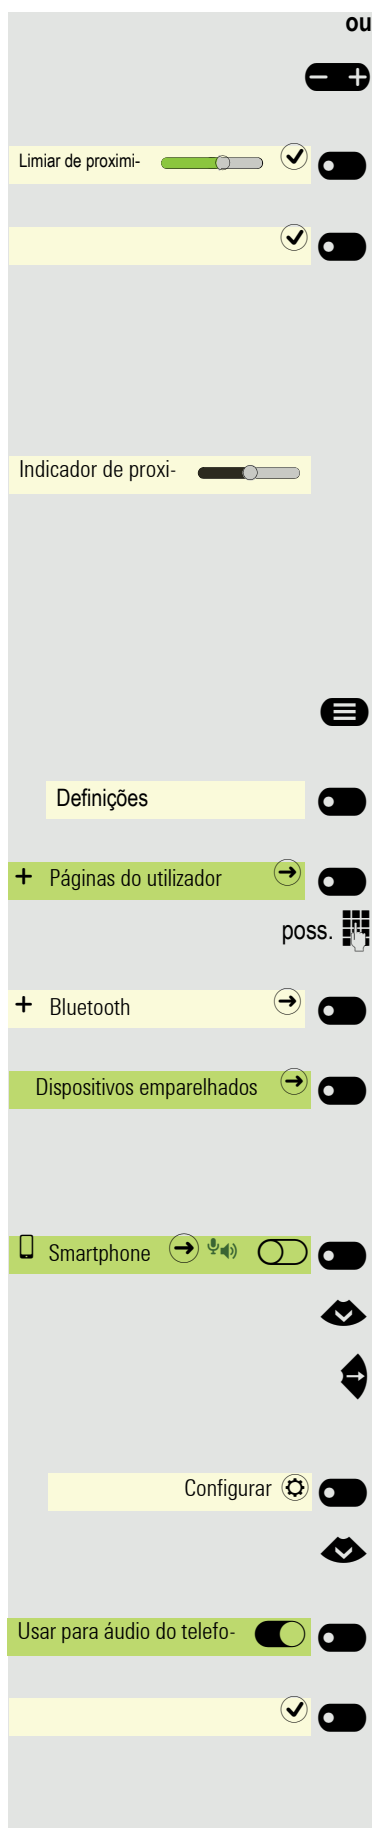 ou
Limiar de proximi-
Indicador de proxi-
Definições
+ Páginas do utilizador
poss.
+ Bluetooth
Dispositivos emparelhados
Smartphone
Configurar
Usar para áudio do telefo-